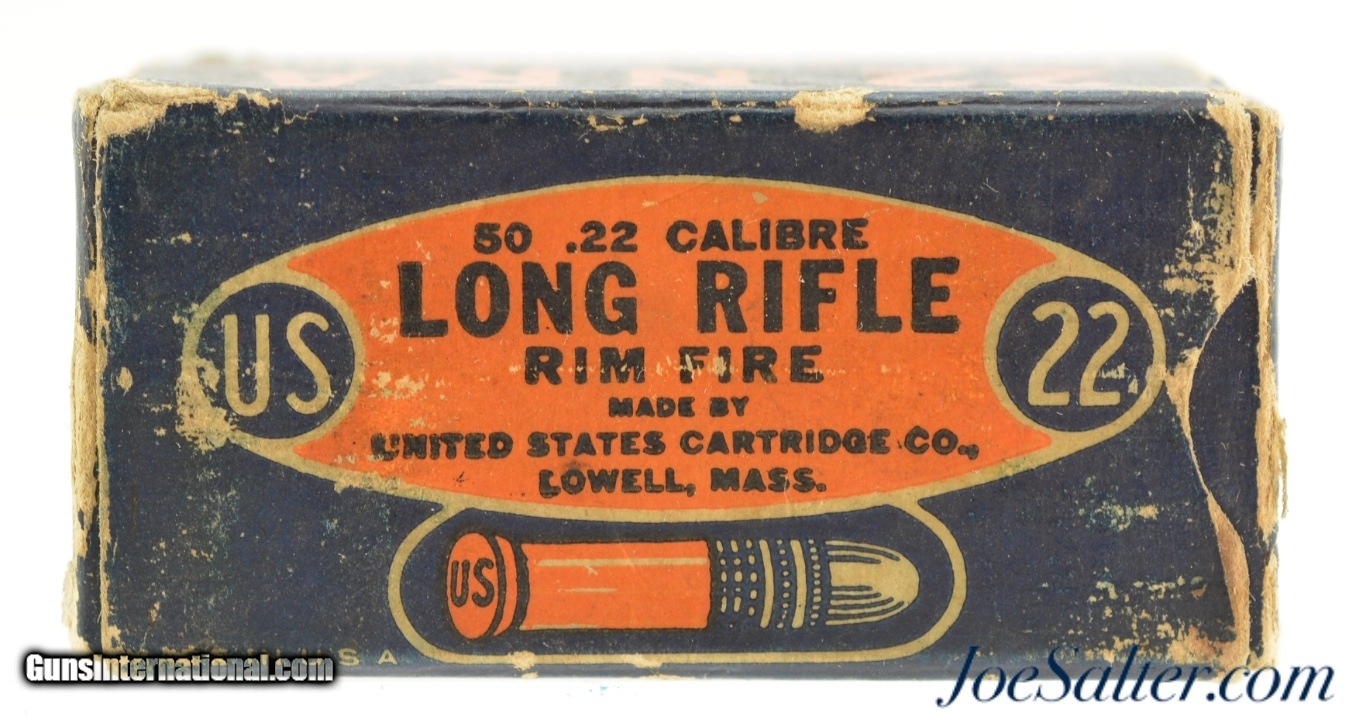 50 .22 CALIBRE
LONG RIFLE
RIM FIRE
MADE BY
UNITED STATES CARTRIDGE CO.,
LOWELL, MASS.
US
22
US
U.S.A
GunsInternational.com
JoeSalter.com